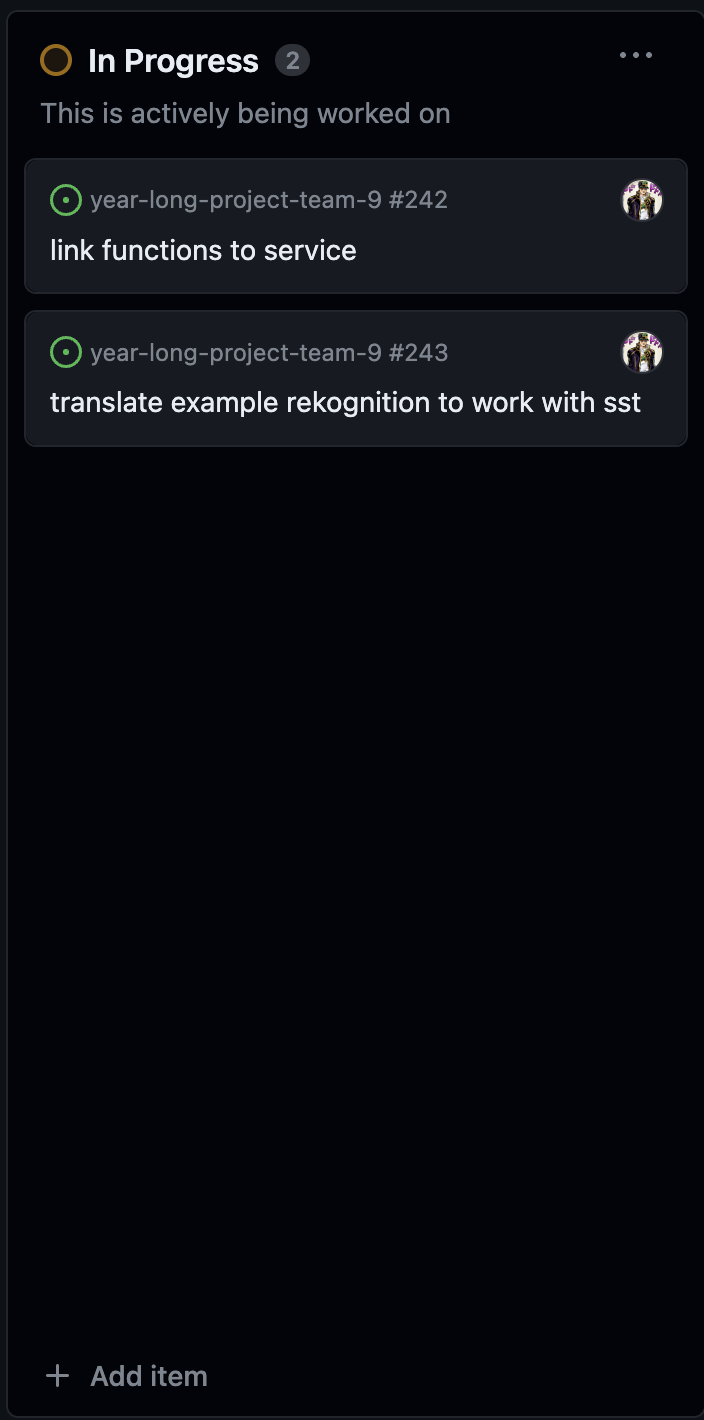 In Progress 2
This is actively being worked on
year-long-project-team-9 #242
link functions to service
year-long-project-team-9 #243
translate example rekognition to work with sst
Add item